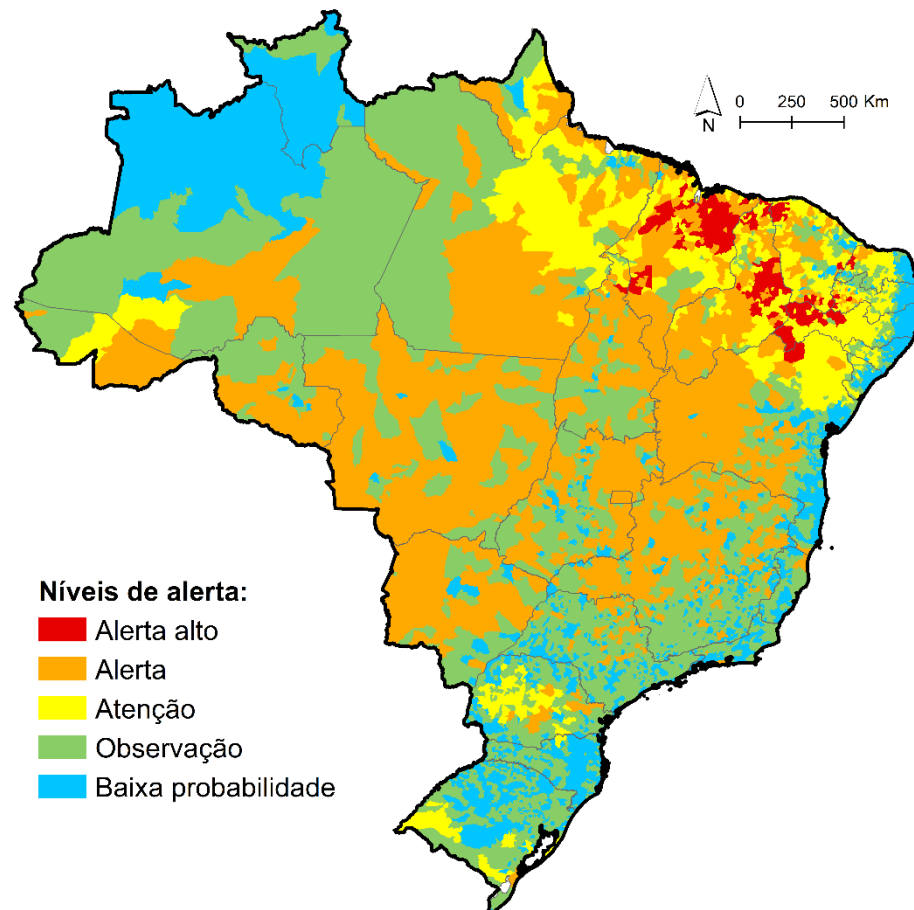 N
0 250 500 Km
Níveis de alerta:
Alerta alto
Alerta
Atenção
Observação
Baixa probabilidade